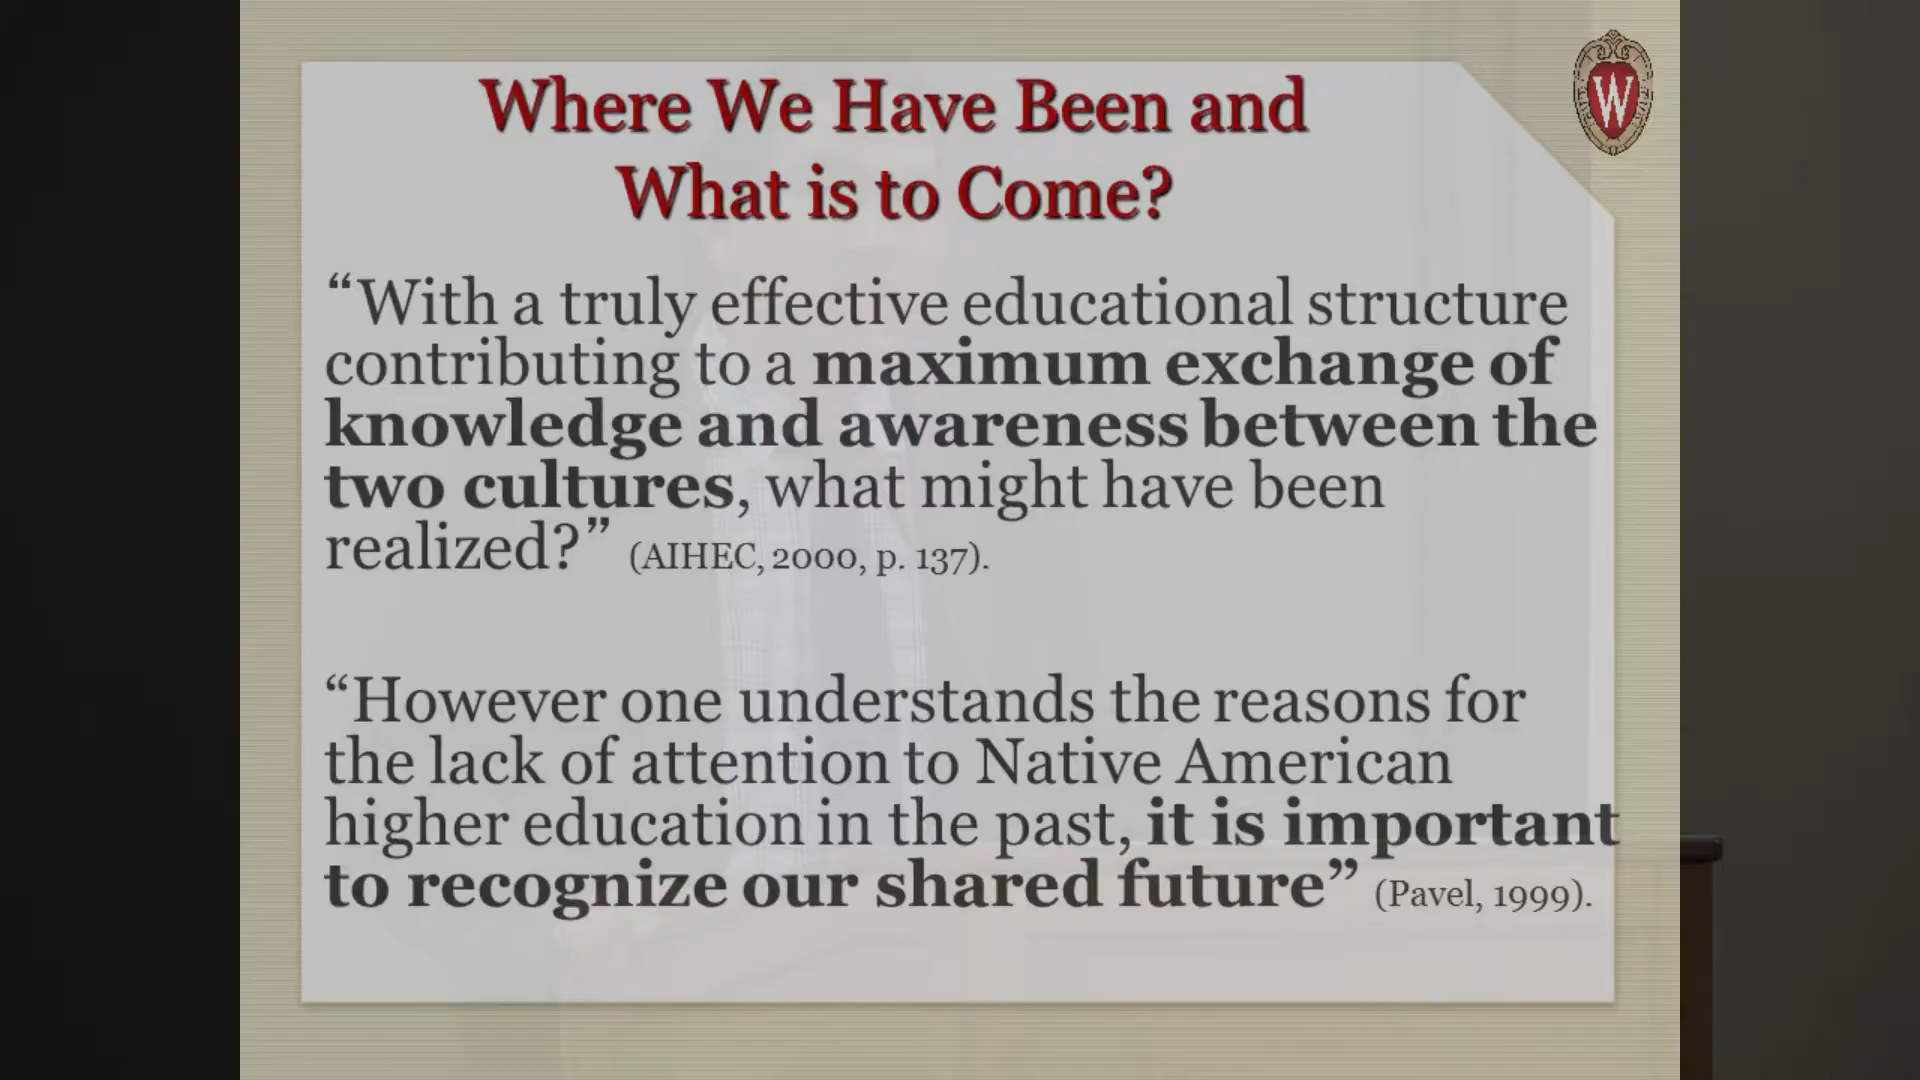 W
Where We Have Been and
What is to Come?
“With a truly effective educational structure
contributing to a maximum exchange of
knowledge and awareness between the
two cultures, what might have been
realized?” (AIHEC, 2000, p. 137).
“However one understands the reasons for
the lack of attention to Native American
higher education in the past, it is important
to recognize our shared future” (Pavel, 1999).